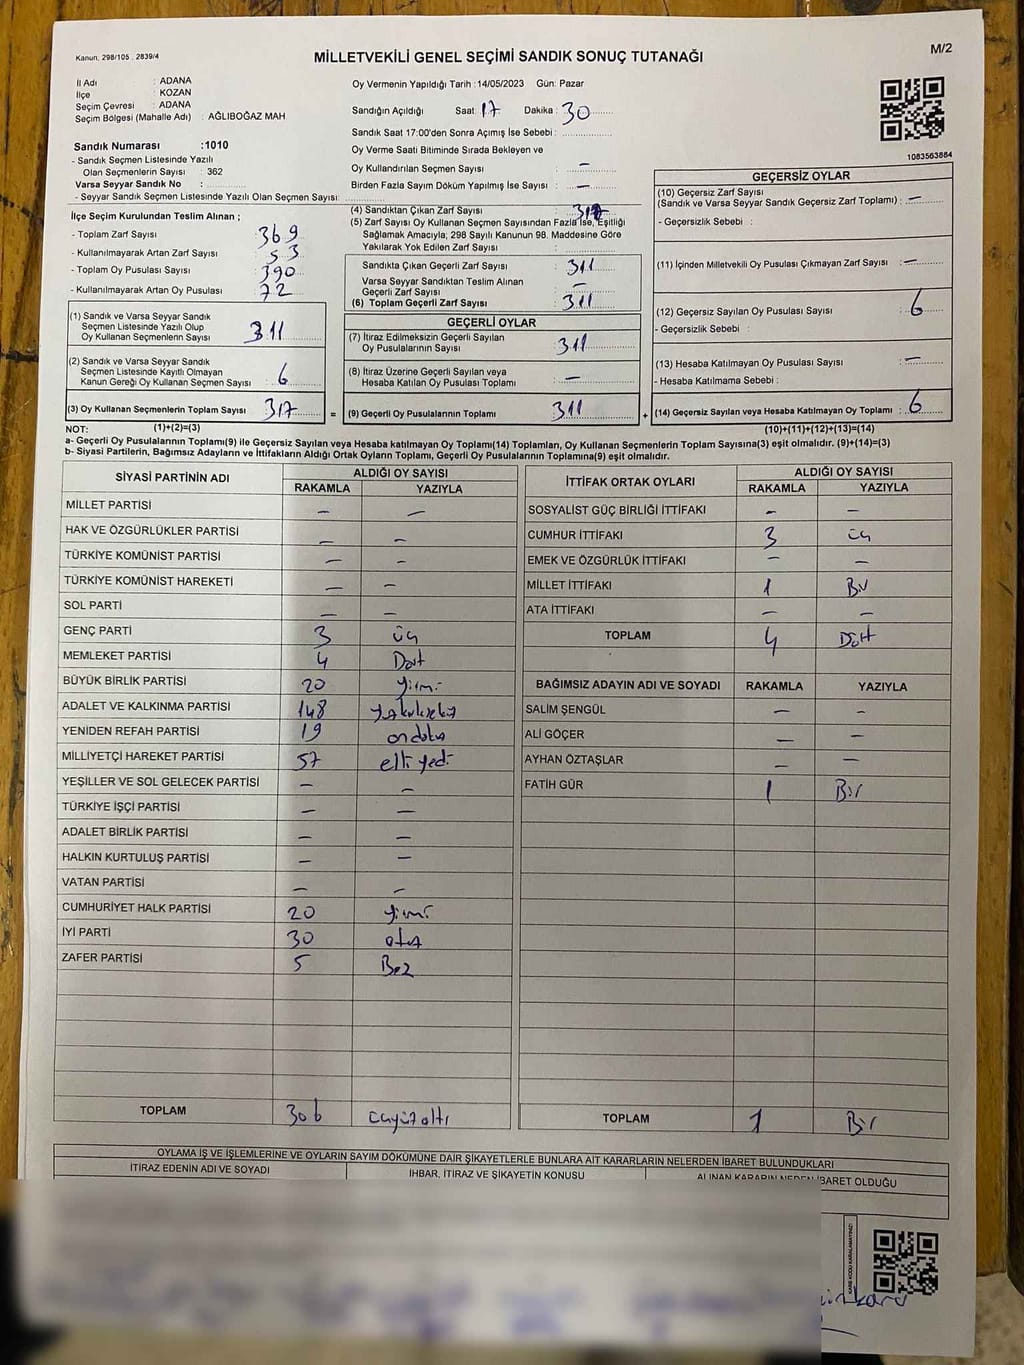 Kanun, 298/105 2839/4
MİLLETVEKİLİ GENEL SEÇİMİ SANDIK SONUÇ TUTANAĞI
M/2
İl Adı : ADANA
İlçe : KOZAN
Seçim Çevresi : ADANA
Seçim Bölgesi (Mahalle Adı) : AĞLIBOĞAZ MAH
Oy Vermenin Yapıldığı Tarih : 14/05/2023 Gün: Pazar
Sandığın Açıldığı Saat: 17 Dakika: 30
Sandık Saat 17:00'den Sonra Açımış İse Sebebi :
Oy Verme Saati Bitiminde Sırada Bekleyen ve
Oy Kullandırılan Seçmen Sayısı –
Birden Fazla Sayım Döküm Yapılmış İse Sayısı : –
1083563884
Sandık Numarası :1010
- Sandık Seçmen Listesinde Yazılı
Olan Seçmenlerin Sayısı : 362
Varsa Seyyar Sandık No :
- Seyyar Sandık Seçmen Listesinde Yazılı Olan Seçmen Sayısı:
İlçe Seçim Kurulundan Teslim Alınan ;
- Toplam Zarf Sayısı 369
- Kullanılmayarak Artan Zarf Sayısı 53
- Toplam Oy Pusulası Sayısı 390
- Kullanılmayarak Artan Oy Pusulası 72
(1) Sandık ve Varsa Seyyar Sandık
Seçmen Listesinde Yazılı Olup
Oy Kullanan Seçmenlerin Sayısı 311
(2) Sandık ve Varsa Seyyar Sandık
Seçmen Listesinde Kayıtlı Olmayan
Kanun Gereği Oy Kullanan Seçmen Sayısı : 6
(3) Oy Kullanan Seçmenlerin Toplam Sayısı 317 =
(4) Sandıktan Çıkan Zarf Sayısı 317
(5) Zarf Sayısı Oy Kullanan Seçmen Sayısından Fazla İse, Eşitliği
Sağlamak Amacıyla; 298 Sayılı Kanunun 98. Maddesine Göre
Yakılarak Yok Edilen Zarf Sayısı :
Sandıkta Çıkan Geçerli Zarf Sayısı : 311
Varsa Seyyar Sandıktan Teslim Alınan
Geçerli Zarf Sayısı –
(6) Toplam Geçerli Zarf Sayısı 311
GEÇERLİ OYLAR
(7) İtiraz Edilmeksizin Geçerli Sayılan
Oy Pusulalarının Sayısı 311
(8) İtiraz Üzerine Geçerli Sayılan veya
Hesaba Katılan Oy Pusulası Toplamı –
(9) Geçerli Oy Pusulalarının Toplamı 311 +
GEÇERSİZ OYLAR
(10) Geçersiz Zarf Sayısı
(Sandık ve Varsa Seyyar Sandık Geçersiz Zarf Toplamı) : –
- Geçersizlik Sebebi :
(11) İçinden Milletvekili Oy Pusulası Çıkmayan Zarf Sayısı : –
(12) Geçersiz Sayılan Oy Pusulası Sayısı : 6
- Geçersizlik Sebebi :
(13) Hesaba Katılmayan Oy Pusulası Sayısı –
- Hesaba Katılmama Sebebi :
(14) Geçersiz Sayılan veya Hesaba Katılmayan Oy Toplamı : 6
NOT: (1)+(2)=(3) (10)+(11)+(12)+(13)=(14)
a- Geçerli Oy Pusulalarının Toplamı(9) ile Geçersiz Sayılan veya Hesaba katılmayan Oy Toplamı(14) Toplamları, Oy Kullanan Seçmenlerin Toplam Sayısına(3) eşit olmalıdır. (9)+(14)=(3)
b- Siyasi Partilerin, Bağımsız Adayların ve İttifakların Aldığı Ortak Oyların Toplamı, Geçerli Oy Pusulalarının Toplamına(9) eşit olmalıdır.
SİYASİ PARTİNİN ADI ALDIĞI OY SAYISI
RAKAMLA YAZIYLA
MİLLET PARTİSİ – –
HAK VE ÖZGÜRLÜKLER PARTİSİ – –
TÜRKİYE KOMÜNİST PARTİSİ – –
TÜRKİYE KOMÜNİST HAREKETİ – –
SOL PARTİ – –
GENÇ PARTİ 3 üç
MEMLEKET PARTİSİ 4 Dört
BÜYÜK BİRLİK PARTİSİ 20 yirmi
ADALET VE KALKINMA PARTİSİ 148
YENİDEN REFAH PARTİSİ 19 ondokuz
MİLLİYETÇİ HAREKET PARTİSİ 57 elli yedi
YEŞİLLER VE SOL GELECEK PARTİSİ – –
TÜRKİYE İŞÇİ PARTİSİ – –
ADALET BİRLİK PARTİSİ – –
HALKIN KURTULUŞ PARTİSİ – –
VATAN PARTİSİ – –
CUMHURİYET HALK PARTİSİ 20 yirmi
İYİ PARTİ 30 otuz
ZAFER PARTİSİ 5 Beş
TOPLAM 306 üçyüz altı
İTTİFAK ORTAK OYLARI ALDIĞI OY SAYISI
RAKAMLA YAZIYLA
SOSYALİST GÜÇ BİRLİĞİ İTTİFAKI – –
CUMHUR İTTİFAKI 3 üç
EMEK VE ÖZGÜRLÜK İTTİFAKI – –
MİLLET İTTİFAKI 1 Bir
ATA İTTİFAKI – –
TOPLAM 4 Dört
BAĞIMSIZ ADAYIN ADI VE SOYADI RAKAMLA YAZIYLA
SALİM ŞENGÜL – –
ALİ GÖÇER – –
AYHAN ÖZTAŞLAR – –
FATİH GÜR 1 Bir
TOPLAM 1 Bir
OYLAMA İŞ VE İŞLEMLERİNE VE OYLARIN SAYIM DÖKÜMÜNE DAİR ŞİKAYETLERLE BUNLARA AİT KARARLARIN NELERDEN İBARET BULUNDUKLARI
İTİRAZ EDENİN ADI VE SOYADI
İHBAR, İTİRAZ VE ŞİKAYETİN KONUSU
ALINAN KARARIN NEDEN İBARET OLDUĞU
KARE KODU KARALAMAYINIZ!